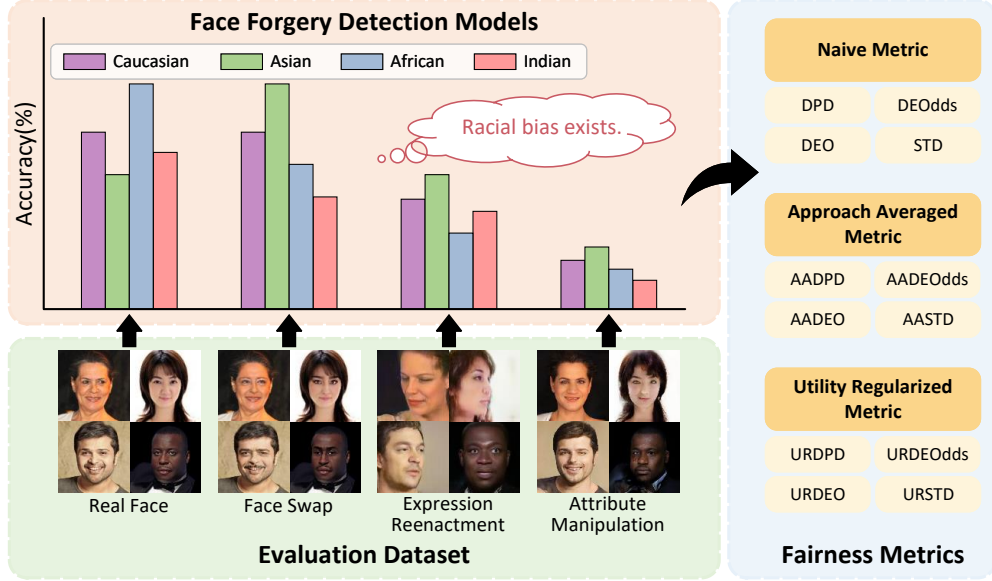 Face Forgery Detection Models
Caucasian
Asian
African
Indian
Accuracy(%)
Racial bias exists.
Real Face
Face Swap
Expression
Reenactment
Attribute
Manipulation
Evaluation Dataset
Naive Metric
DPD
DEOdds
DEO
STD
Approach Averaged
Metric
AADPD
AADEOdds
AADEO
AASTD
Utility Regularized
Metric
URDPD
URDEOdds
URDEO
URSTD
Fairness Metrics